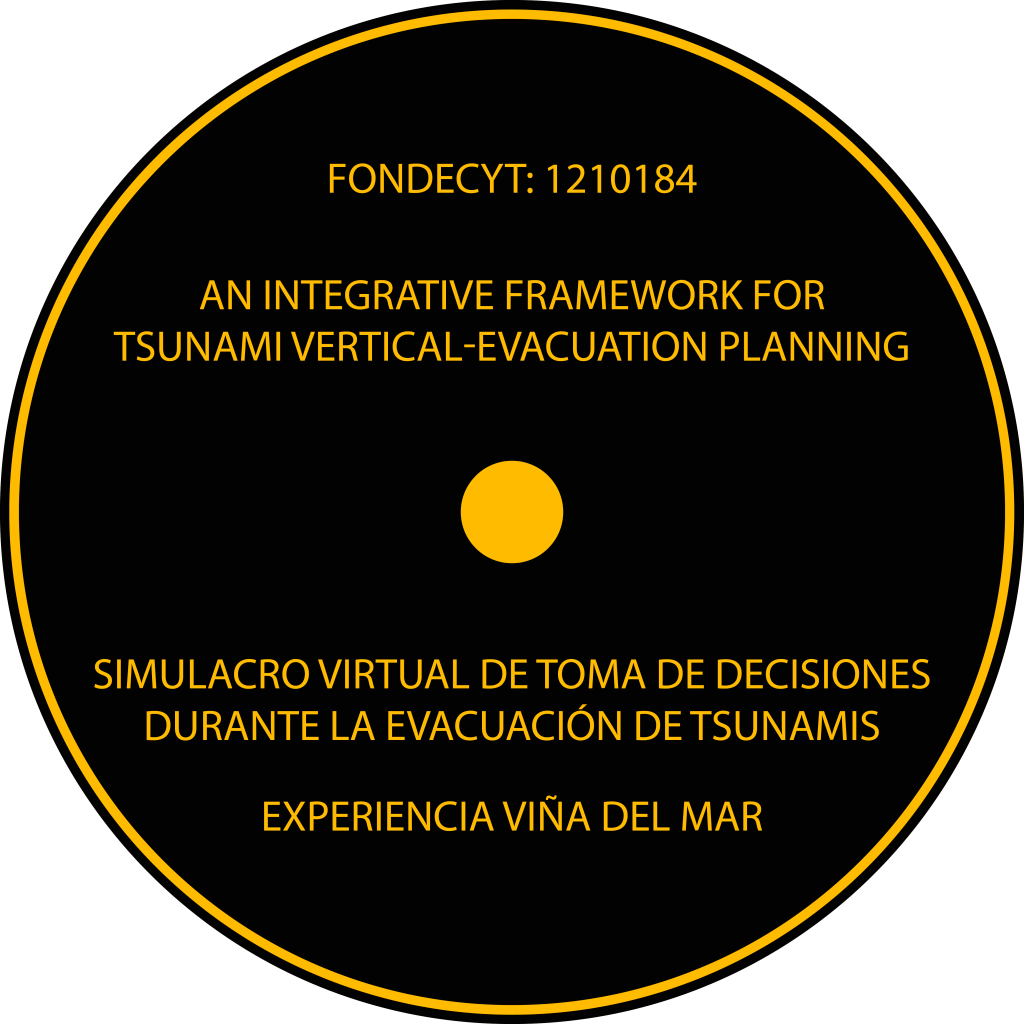 FONDECYT: 1210184
AN INTEGRATIVE FRAMEWORK FOR
TSUNAMI VERTICAL-EVACUATION PLANNING
SIMULACRO VIRTUAL DE TOMA DE DECISIONES
DURANTE LA EVACUACIÓN DE TSUNAMIS
EXPERIENCIA VIÑA DEL MAR